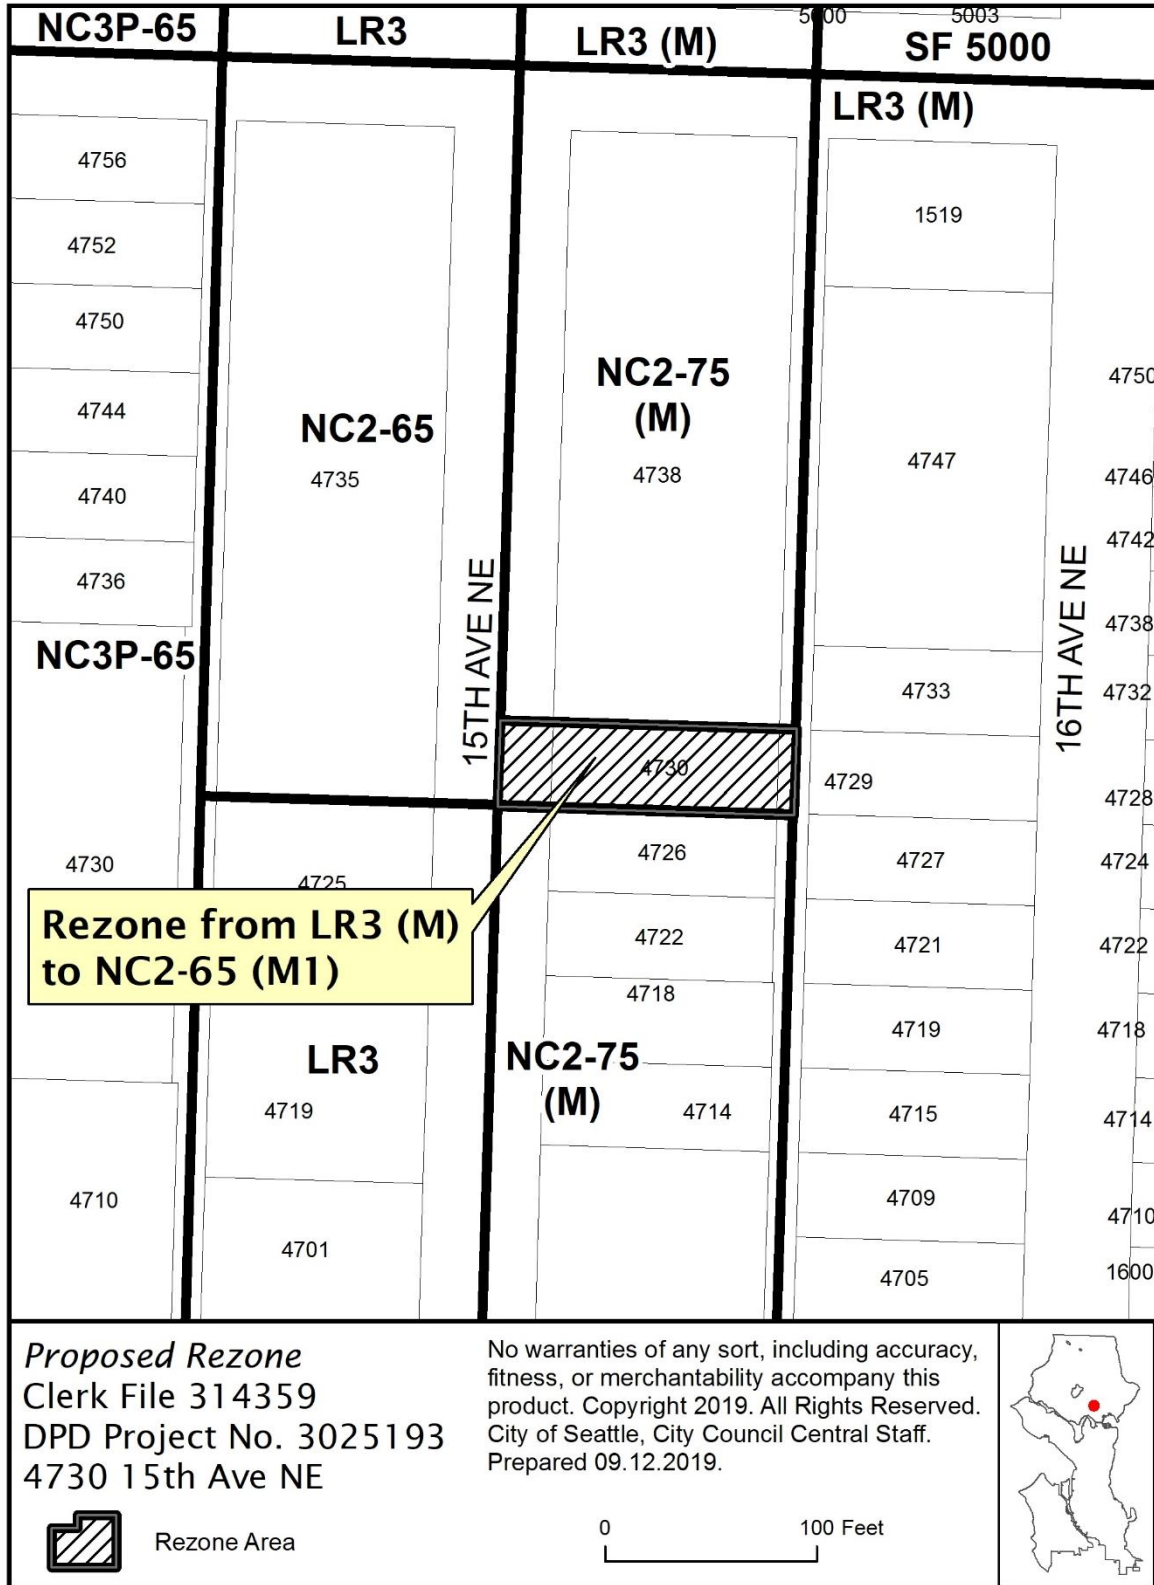 NC3P-65
LR3
LR3 (M)
5000
5003
SF 5000
LR3 (M)
4756
4752
4750
4744
4740
4736
NC3P-65
4730
4710
NC2-65
4735
15TH AVE NE
4725
LR3
4719
4701
NC2-75
(M)
4738
4730
4726
4722
4718
NC2-75
(M)
4714
1519
4747
4733
4729
4727
4721
4719
4715
4709
4705
16TH AVE NE
4750
4746
4742
4738
4732
4728
4724
4722
4718
4714
4710
1600
Rezone from LR3 (M)
to NC2-65 (M1)
Proposed Rezone
Clerk File 314359
DPD Project No. 3025193
4730 15th Ave NE
Rezone Area
No warranties of any sort, including accuracy,
fitness, or merchantability accompany this
product. Copyright 2019. All Rights Reserved.
City of Seattle, City Council Central Staff.
Prepared 09.12.2019.
0
100 Feet